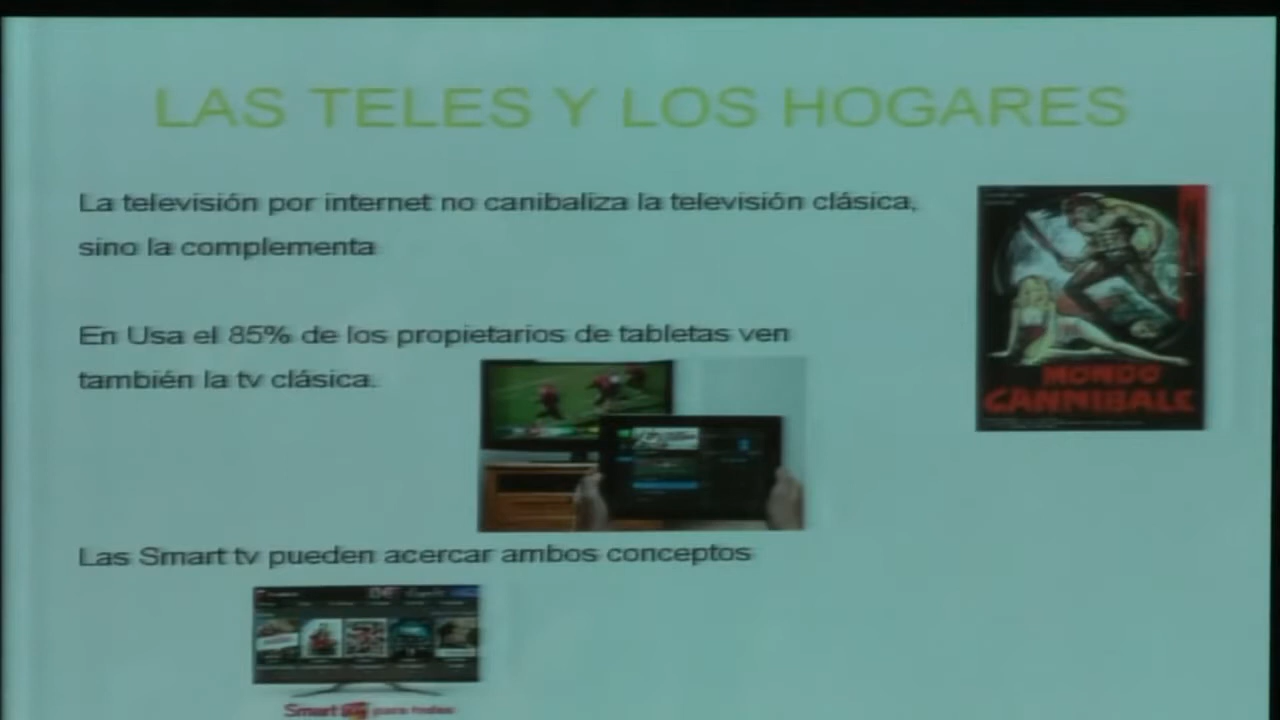 LAS TELES Y LOS HOGARES
La televisión por internet no canibaliza la televisión clásica,
sino la complementa
En Usa el 85% de los propietarios de tabletas ven
también la tv clásica.
MONDO
CANNIBALE
Las Smart tv pueden acercar ambos conceptos
Smart tv para todos